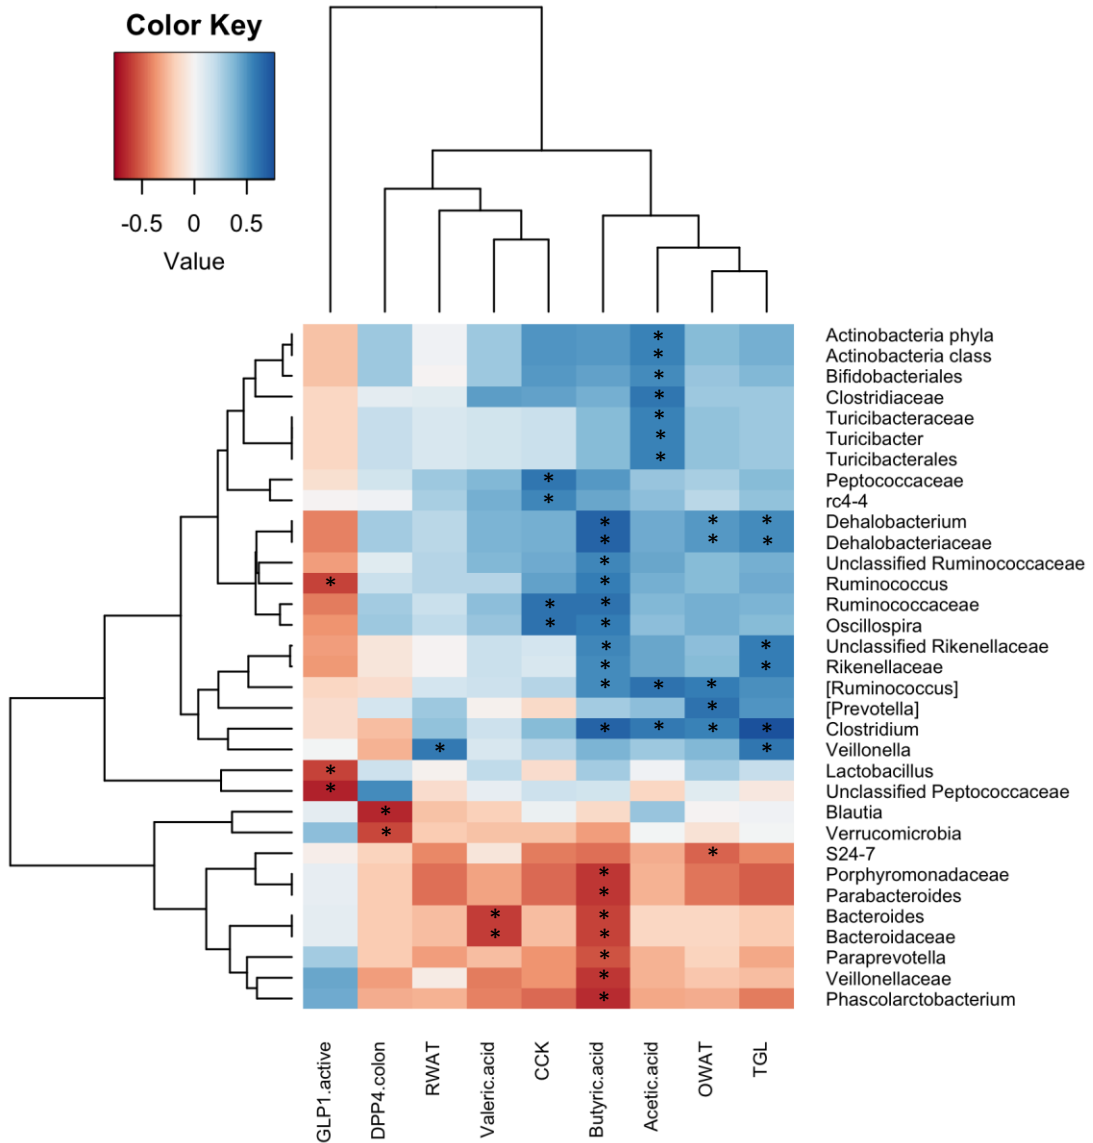 Color Key
-0.5 0 0.5
Value
* Actinobacteria phyla
* Actinobacteria class
* Bifidobacteriales
* Clostridiaceae
* Turicibacteraceae
* Turicibacter
* Turicibacterales
* Peptococcaceae
* rc4-4
* * * Dehalobacterium
* * * Dehalobacteriaceae
* Unclassified Ruminococcaceae
* * Ruminococcus
* * Ruminococcaceae
* * Oscillospira
* * Unclassified Rikenellaceae
* * Rikenellaceae
* * * [Ruminococcus]
* [Prevotella]
* * * * Clostridium
* * Veillonella
* Lactobacillus
* Unclassified Peptococcaceae
* Blautia
* Verrucomicrobia
* S24-7
* Porphyromonadaceae
* Parabacteroides
* * Bacteroides
* * Bacteroidaceae
* Paraprevotella
* Veillonellaceae
* Phascolarctobacterium
GLP1.active
DPP4.colon
RWAT
Valeric.acid
CCK
Butyric.acid
Acetic.acid
OWAT
TGL